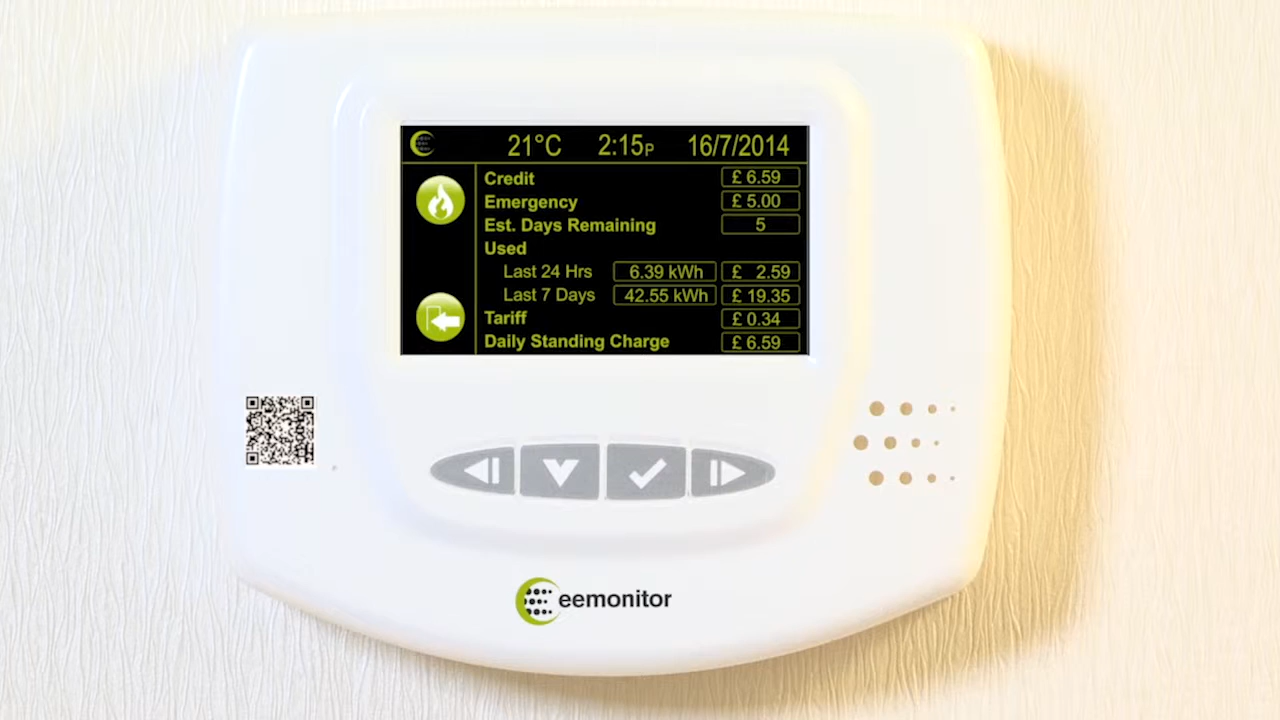 21°C 2:15P 16/7/2014
Credit £ 6.59
Emergency £ 5.00
Est. Days Remaining 5
Used
Last 24 Hrs 6.39 kWh £ 2.59
Last 7 Days 42.55 kWh £ 19.35
Tariff £ 0.34
Daily Standing Charge £ 6.59
eemonitor